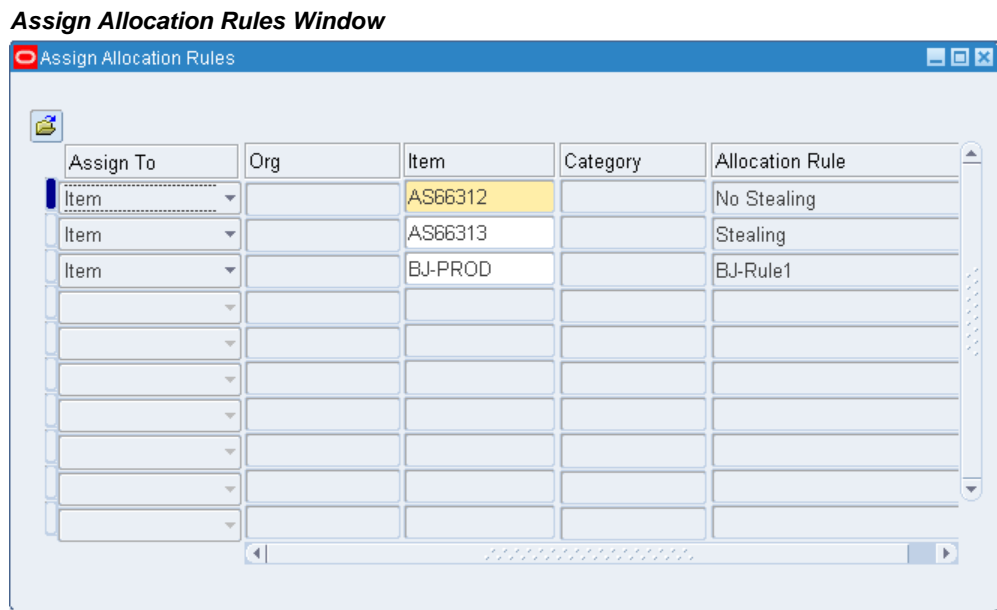 Assign Allocation Rules Window
Assign Allocation Rules
Assign To Org Item Category Allocation Rule
Item AS66312 No Stealing
Item AS66313 Stealing
Item BJ-PROD BJ-Rule1